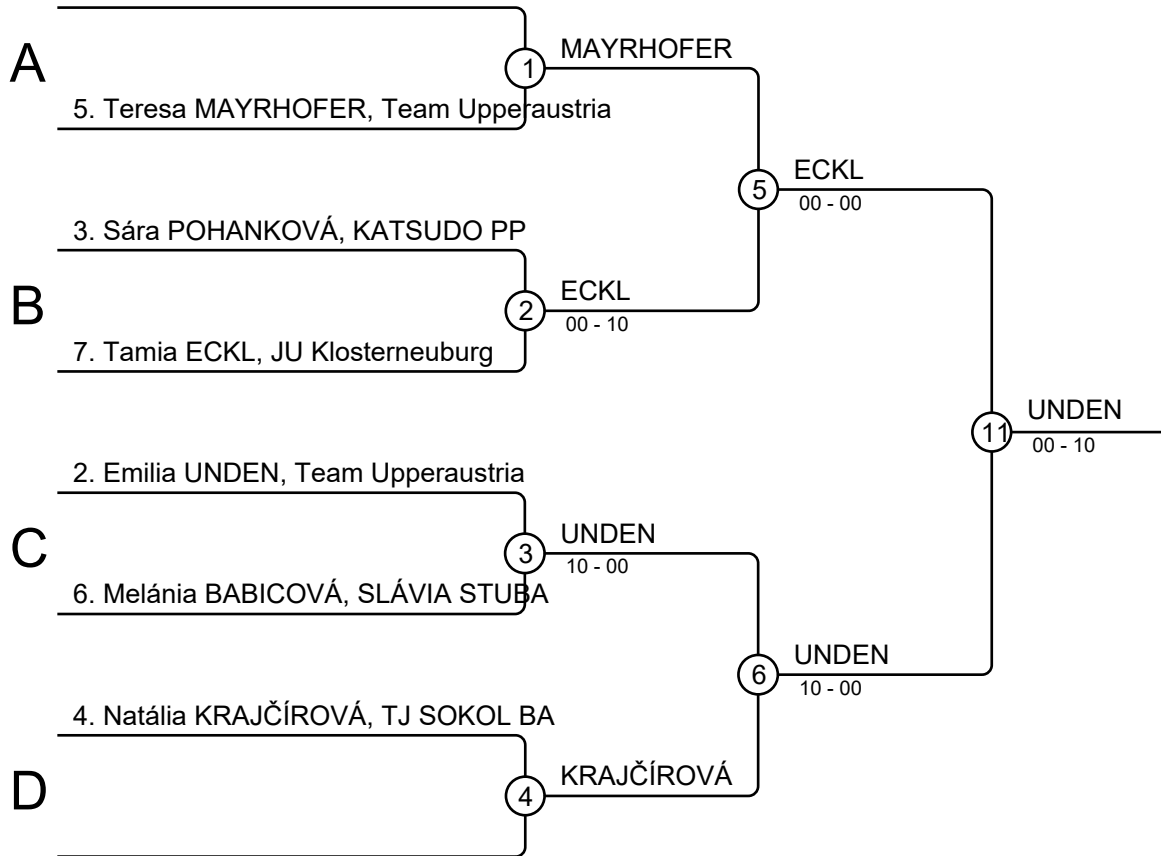 A
1
MAYRHOFER
5. Teresa MAYRHOFER, Team Upperaustria
5
ECKL
00 - 00
3. Sára POHANKOVÁ, KATSUDO PP
B
2
ECKL
00 - 10
7. Tamia ECKL, JU Klosterneuburg
11
UNDEN
00 - 10
2. Emilia UNDEN, Team Upperaustria
C
3
UNDEN
10 - 00
6. Melánia BABICOVÁ, SLÁVIA STUBA
6
UNDEN
10 - 00
4. Natália KRAJČÍROVÁ, TJ SOKOL BA
D
4
KRAJČÍROVÁ